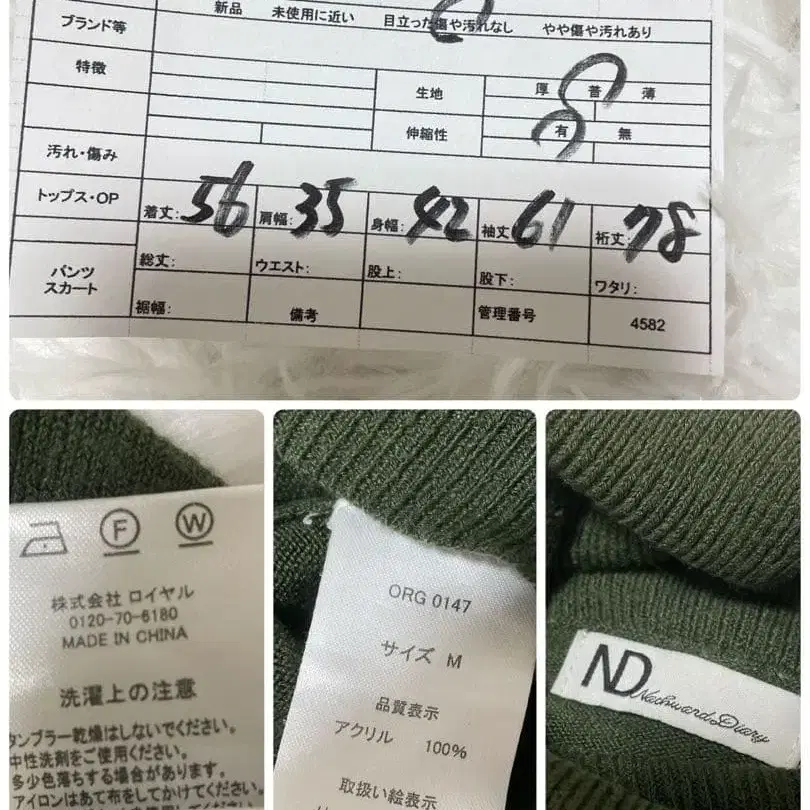 ブランド等 新品 未使用に近い 目立った傷や汚れなし やや傷や汚れあり
特徴 生地 厚 普 薄
伸縮性 有 無
汚れ・傷み
トップス・OP 着丈: 56 肩幅: 35 身幅: 42 袖丈 61 裄丈: 78
パンツ
スカート
総丈: ウエスト: 股上: 股下: ワタリ:
裾幅: 備考 管理番号 4582
F W
株式会社 ロイヤル
0120-70-6180
MADE IN CHINA
洗濯上の注意
タンブラー乾燥はしないでください。
中性洗剤をご使用ください。
多少色落ちする場合があります。
アイロンはあて布をしてかけてください。
ORG 0147
サイズ M
品質表示
アクリル 100%
取扱い絵表示
ND
Nechward Diary